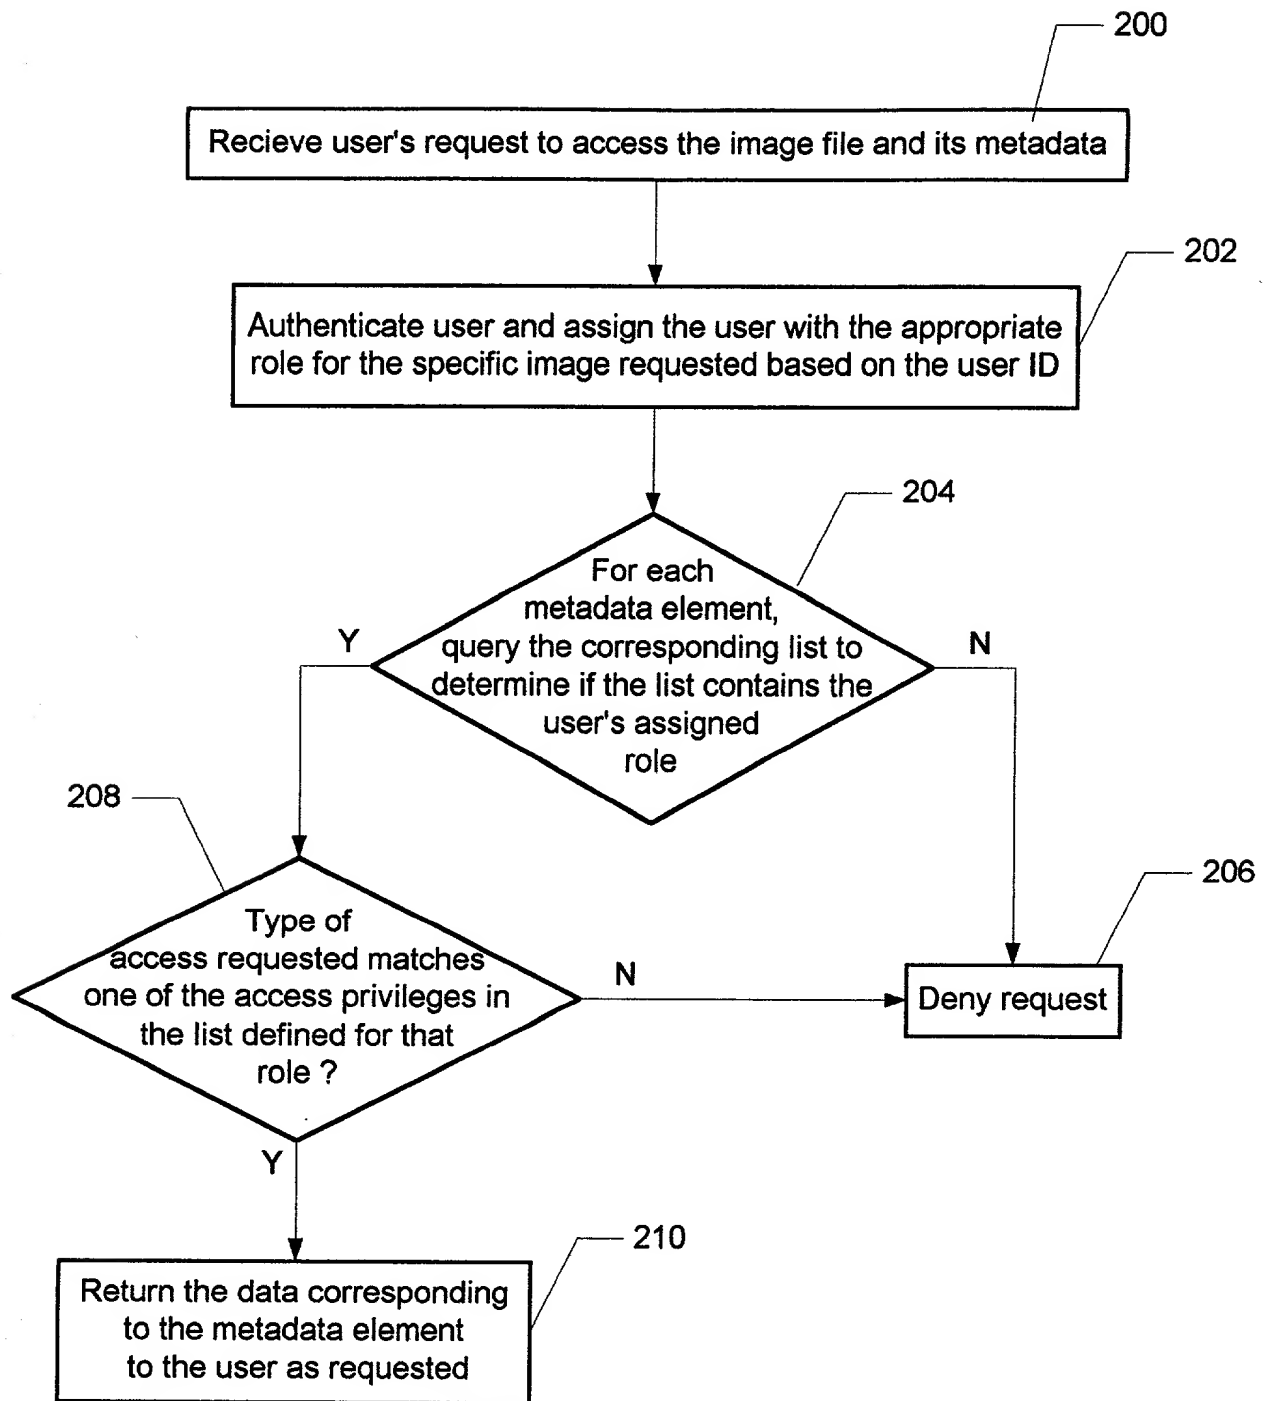 200
Recieve user's request to access the image file and its metadata
202
Authenticate user and assign the user with the appropriate
role for the specific image requested based on the user ID
204
For each
metadata element,
query the corresponding list to
determine if the list contains the
user's assigned
role
Y
N
208
Type of
access requested matches
one of the access privileges in
the list defined for that
role ?
N
206
Deny request
Y
210
Return the data corresponding
to the metadata element
to the user as requested